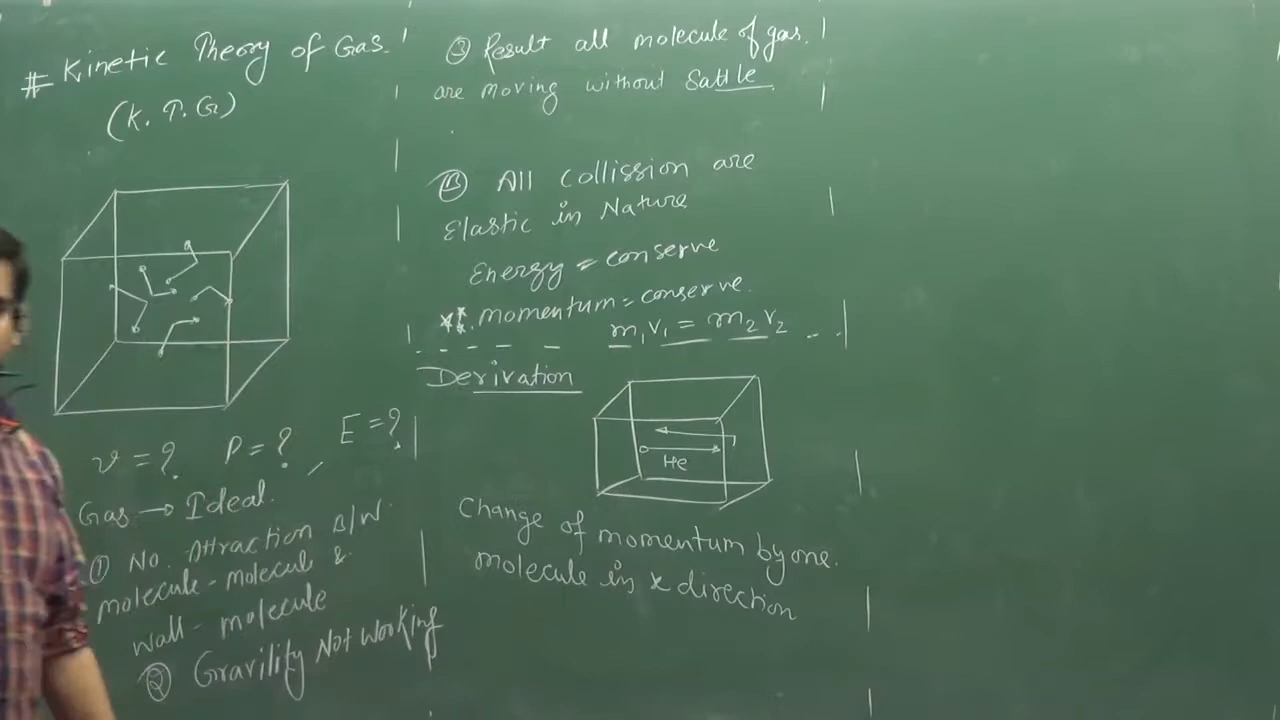 # Kinetic Theory of Gas.
(K. T. G)
v = ? P = ? , E = ?
Gas → Ideal.
① No. Attraction B/W.
molecule - molecule &
wall - molecule
② Gravilify Not working
③ Result all molecule of gas.
are moving without Sattle
Ⓑ All Collission are
Elastic in Nature
Energy = conserve
momentum = conserve.
m₁v₁ = m₂v₂
Derivation
He
Change of momentum by one.
molecule in x direction